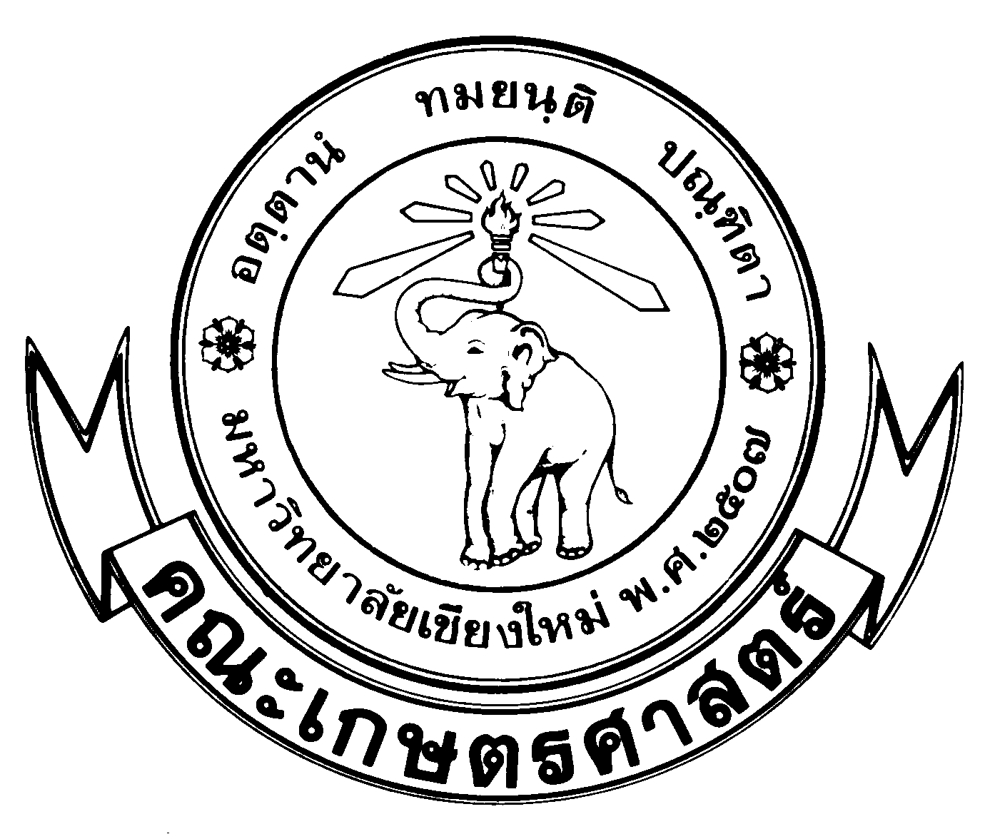 อตฺตานํ ทมยนฺติ ปณฺฑิตา
มหาวิทยาลัยเชียงใหม่ พ.ศ.๒๕๐๗
คณะเกษตรศาสตร์